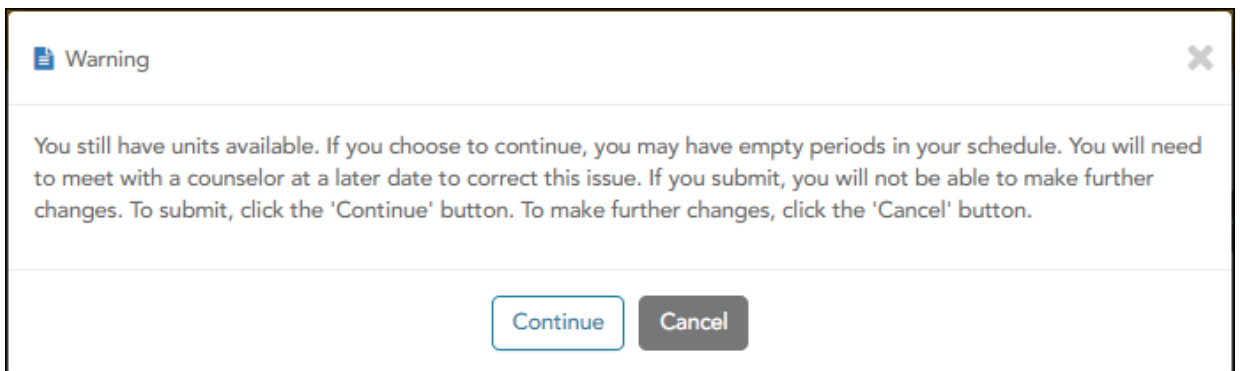 Warning
You still have units available. If you choose to continue, you may have empty periods in your schedule. You will need
to meet with a counselor at a later date to correct this issue. If you submit, you will not be able to make further
changes. To submit, click the 'Continue' button. To make further changes, click the 'Cancel' button.
Continue Cancel